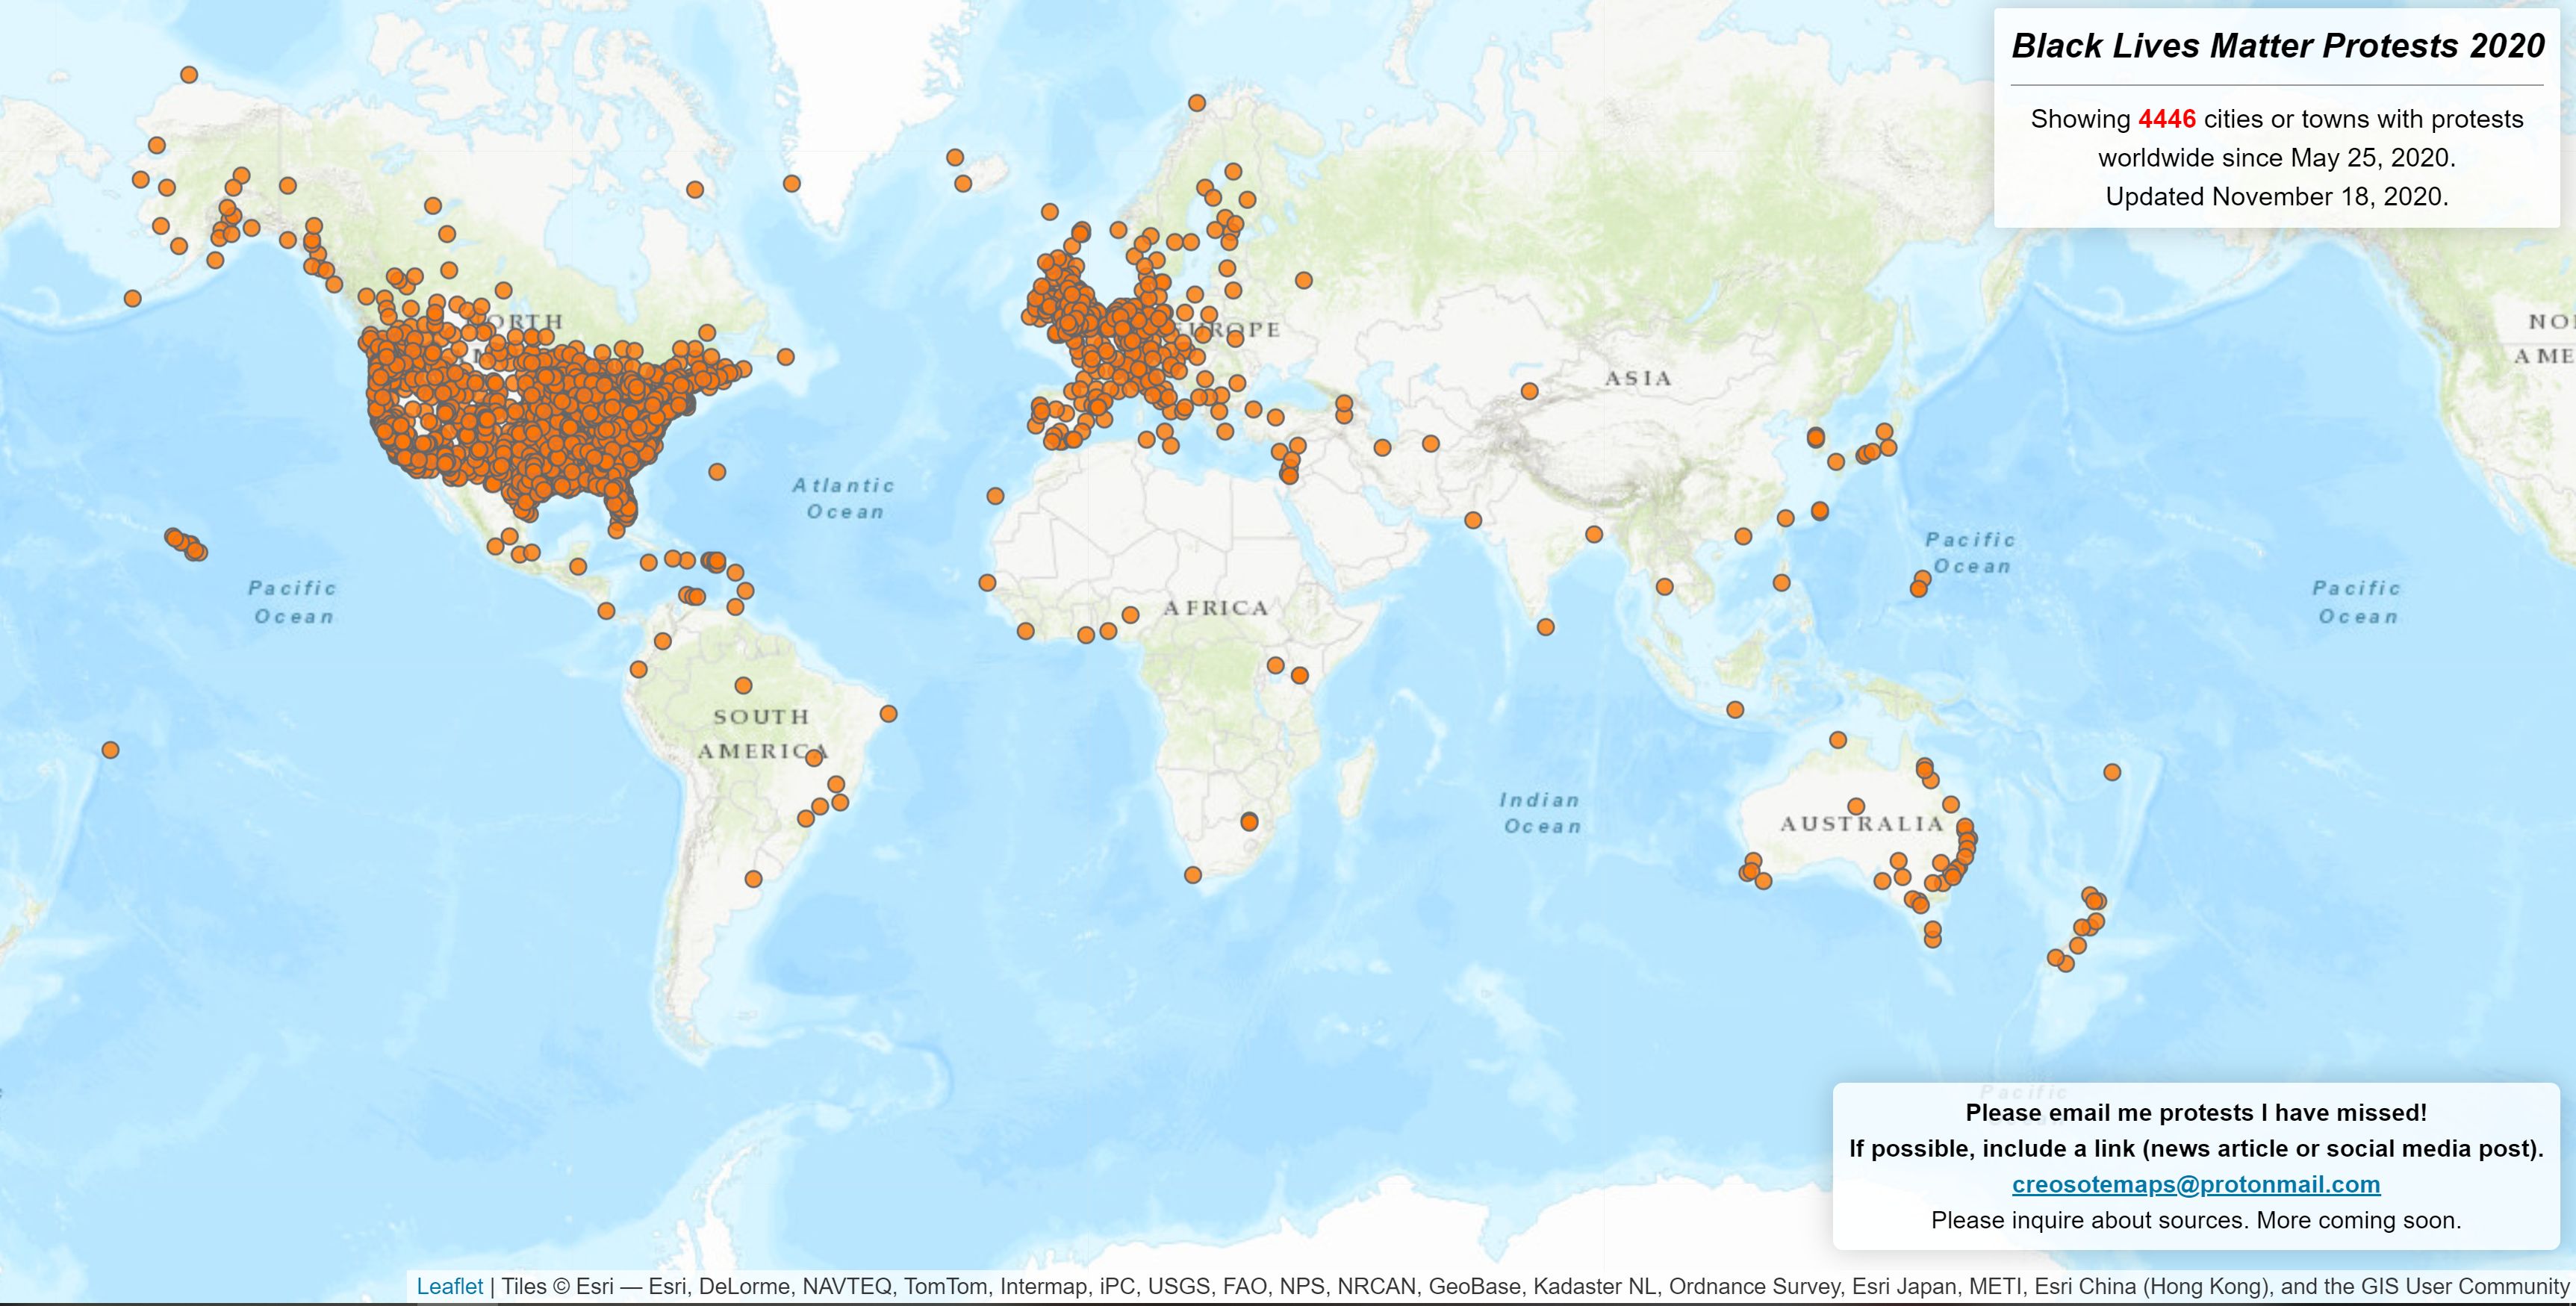 Black Lives Matter Protests 2020
Showing 4446 cities or towns with protests
worldwide since May 25, 2020.
Updated November 18, 2020.
ORTH
EUROPE
ASIA
NO
AME
Atlantic
Ocean
Pacific
Ocean
Pacific
Ocean
Pacific
Ocean
AFRICA
SOUTH
AMERICA
Indian
Ocean
AUSTRALIA
Pacific
Please email me protests I have missed!
If possible, include a link (news article or social media post).
creosotemaps@protonmail.com
Please inquire about sources. More coming soon.
Leaflet | Tiles © Esri — Esri, DeLorme, NAVTEQ, TomTom, Intermap, iPC, USGS, FAO, NPS, NRCAN, GeoBase, Kadaster NL, Ordnance Survey, Esri Japan, METI, Esri China (Hong Kong), and the GIS User Community